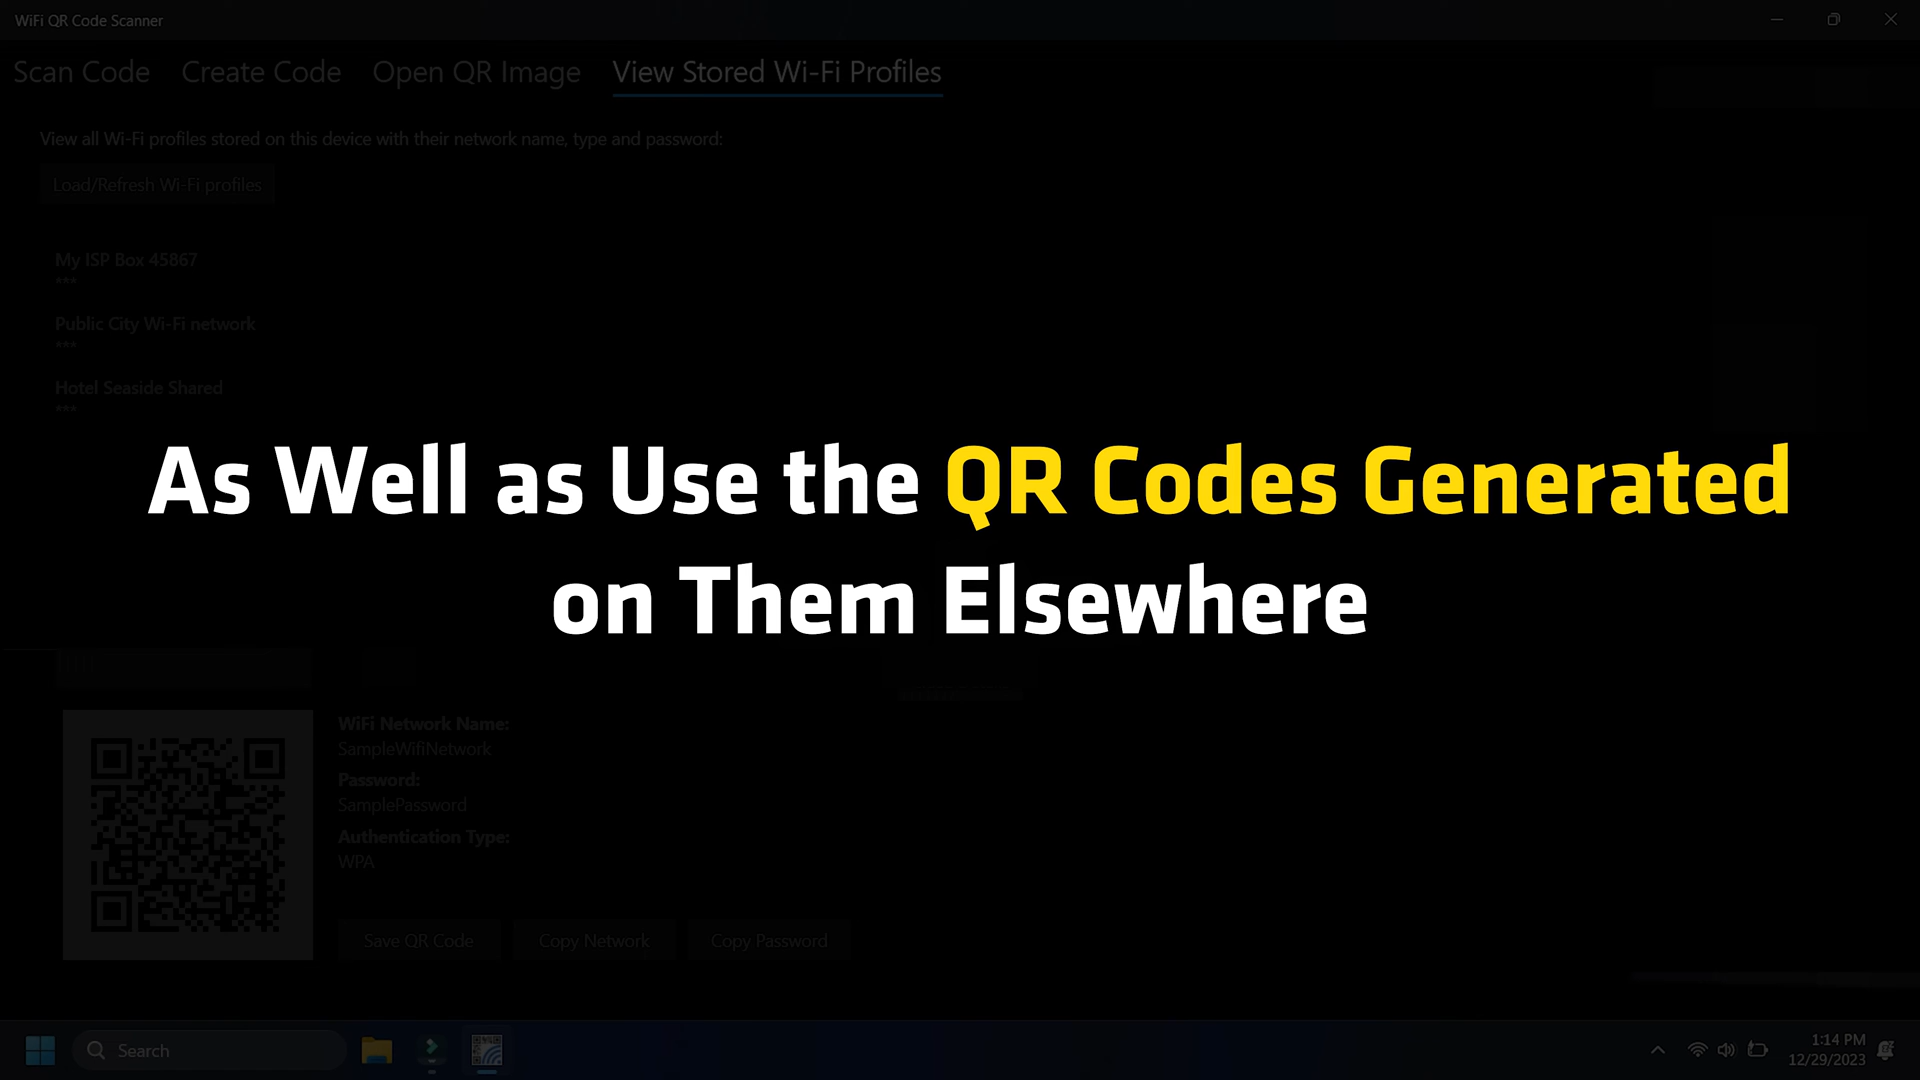 WiFi QR Code Scanner
Scan Code Create Code Open QR Image View Stored Wi-Fi Profiles
View all Wi-Fi profiles stored on this device with their network name, type and password:
Load/Refresh Wi-Fi profiles
My ISP Box 45867
***
Public City Wi-Fi network
***
Hotel Seaside Shared
***
As Well as Use the QR Codes Generated
on Them Elsewhere
WiFi Network Name:
SampleWifiNetwork
Password:
SamplePassword
Authentication Type:
WPA
Save QR Code Copy Network Copy Password
Search
1:14 PM
12/29/2023